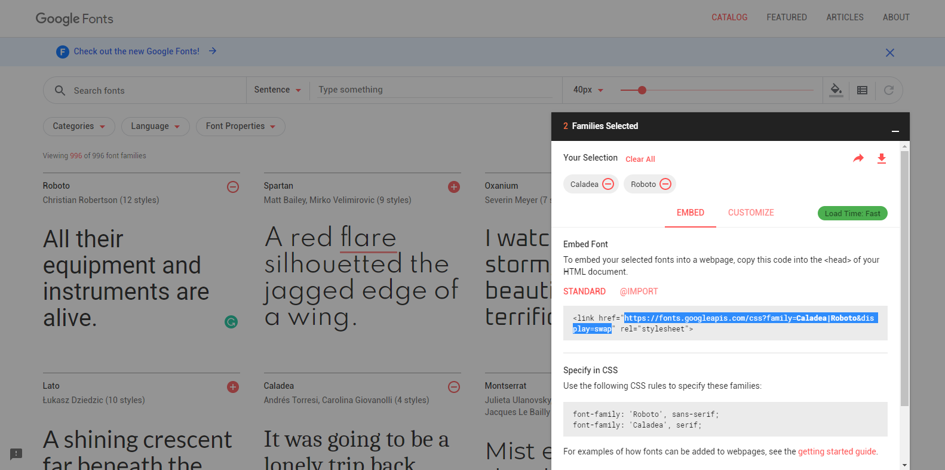 Google Fonts
CATALOG
FEATURED
ARTICLES
ABOUT
F
Check out the new Google Fonts!
Search fonts
Sentence
Type something
40px
Categories
Language
Font Properties
Viewing 996 of 996 font families
Roboto
Christian Robertson (12 styles)
All their
equipment and
instruments are
alive.
Spartan
Matt Bailey, Mirko Velimirovic (9 styles)
A red flare
silhouetted the
jagged edge of
a wing.
Oxanium
Severin Meyer (7
I watc
storm
beauti
terrifi
Lato
Łukasz Dziedzic (10 styles)
A shining crescent
far beneath the
Caladea
Andrés Torresi, Carolina Giovanolli (4 styles)
It was going to be a
lonely trip back
Montserrat
Julieta Ulanovsky
Jacques Le Bailly
Myst e
2 Families Selected
Your Selection
Clear All
Caladea
Roboto
EMBED
CUSTOMIZE
Load Time: Fast
Embed Font
To embed your selected fonts into a webpage, copy this code into the <head> of your
HTML document.
STANDARD
@IMPORT
<link href="https://fonts.googleapis.com/css?family=Caladea|Roboto&dis
play=swap" rel="stylesheet">
Specify in CSS
Use the following CSS rules to specify these families:
font-family: 'Roboto', sans-serif;
font-family: 'Caladea', serif;
For examples of how fonts can be added to webpages, see the getting started guide.